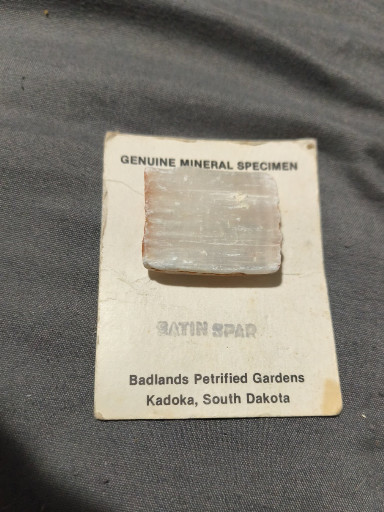 GENUINE MINERAL SPECIMEN
SATIN SPAR
Badlands Petrified Gardens
Kadoka, South Dakota